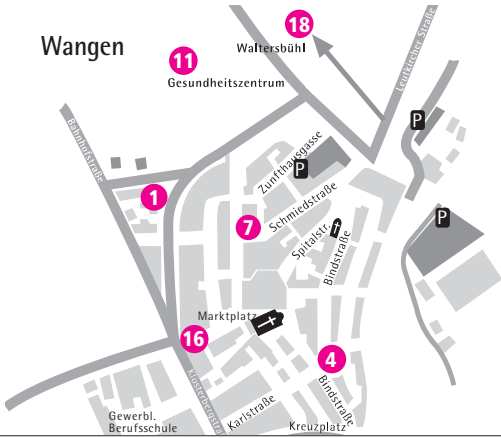 18
Wangen
Waltersbühl
11
Gesundheitszentrum
Leutkircher Straße
P
Bahnhofstraße
Zunfthausgasse
P
1
Schmiedstraße
7
Spitalstr.
P
Bindstraße
Marktplatz
16
4
Klosterbergstraße
Bindstraße
Karlstraße
Gewerbl.
Berufsschule
Kreuzplatz